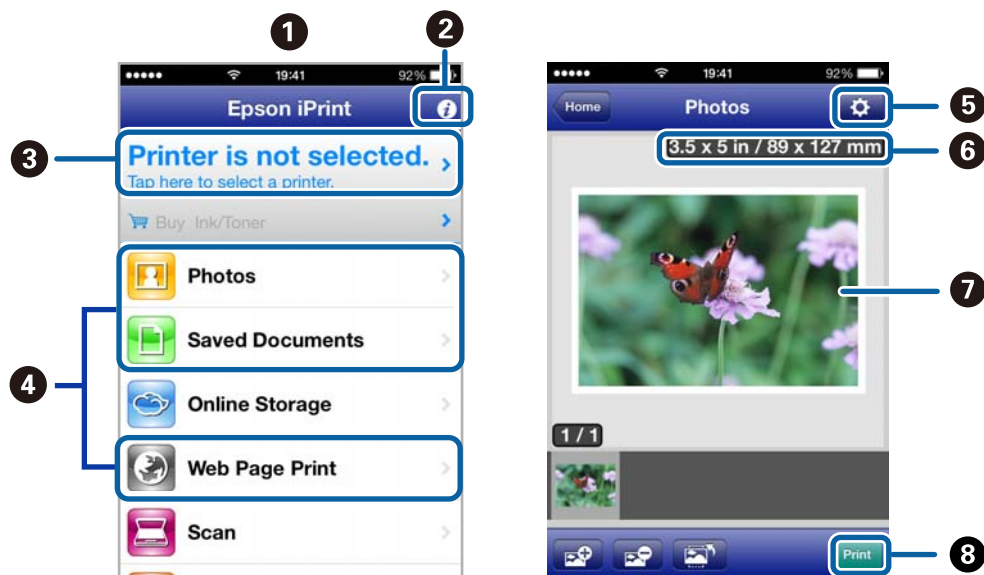 1
2
19:41
92%
Epson iPrint
3
Printer is not selected.
Tap here to select a printer.
Buy Ink/Toner
4
Photos
Saved Documents
Online Storage
Web Page Print
Scan
19:41
92%
Home
Photos
5
3.5 x 5 in / 89 x 127 mm
6
7
1 / 1
Print
8